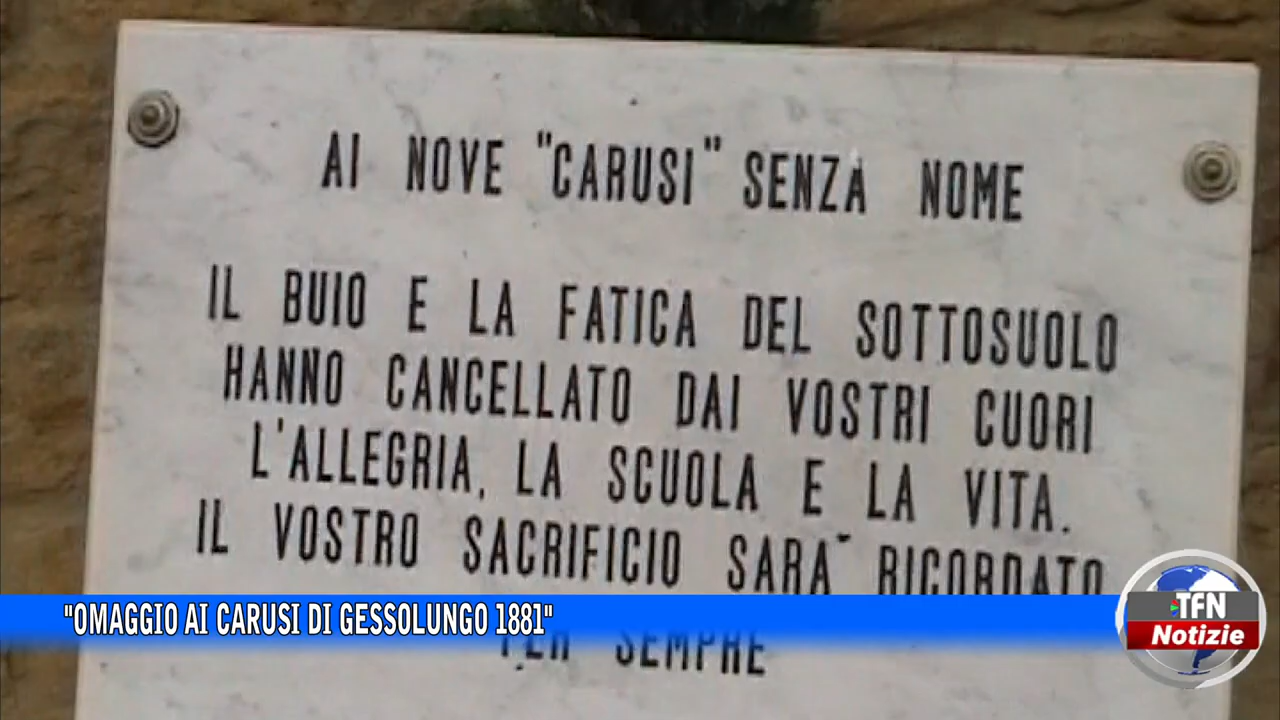 AI NOVE "CARUSI" SENZA NOME
IL BUIO E LA FATICA DEL SOTTOSUOLO
HANNO CANCELLATO DAI VOSTRI CUORI
L'ALLEGRIA, LA SCUOLA E LA VITA.
IL VOSTRO SACRIFICIO SARA' RICORDATO
PER SEMPRE
"OMAGGIO AI CARUSI DI GESSOLUNGO 1881"
TFN
Notizie